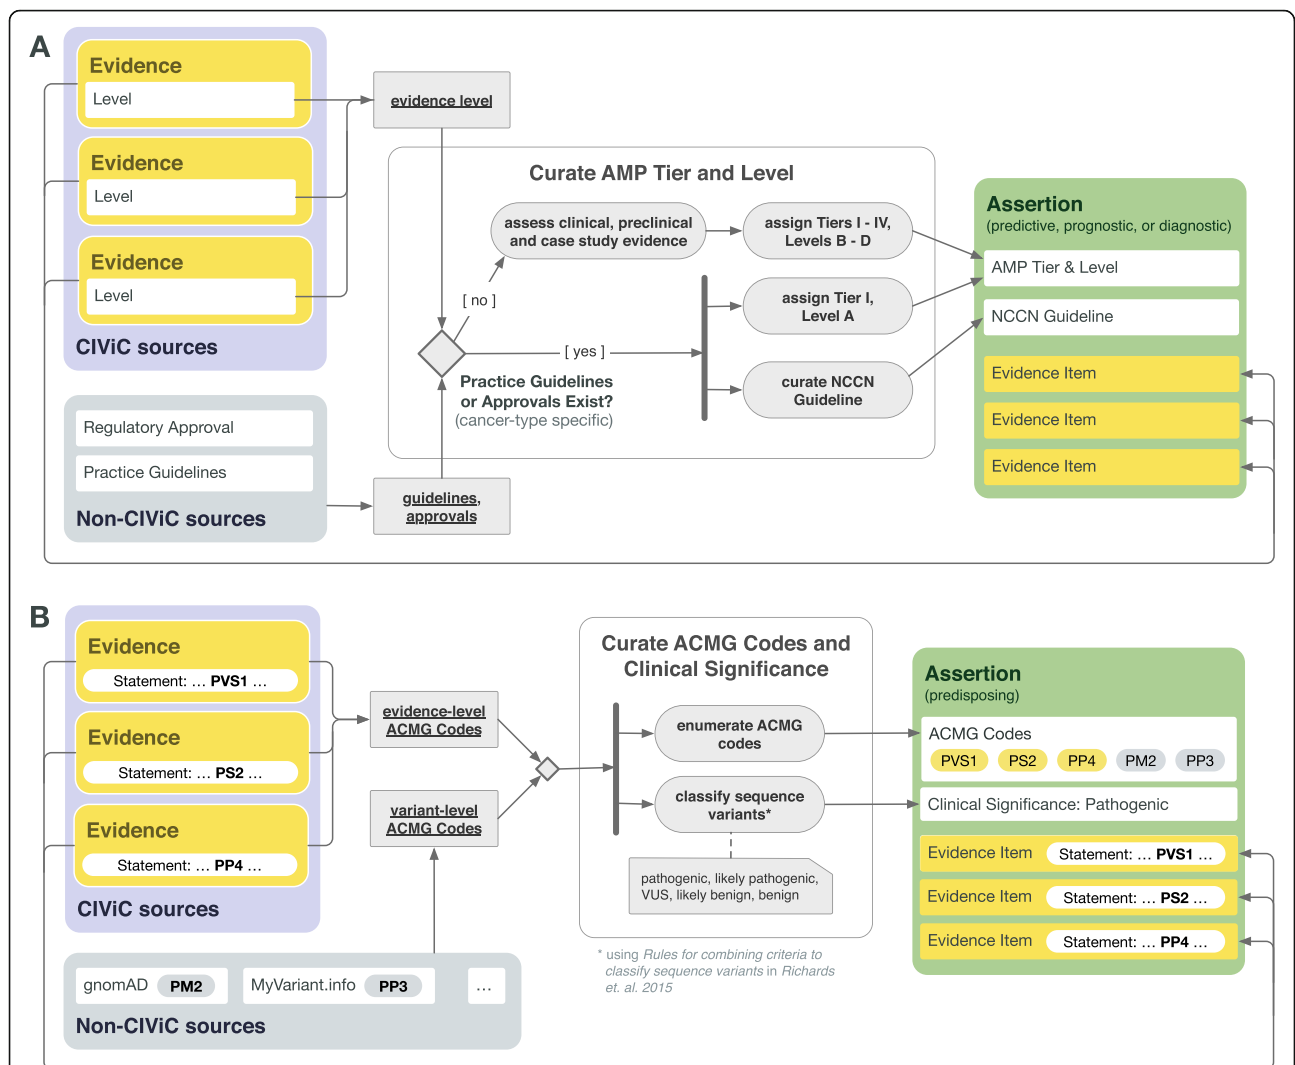 A
Evidence
Level
Evidence
Level
Evidence
Level
CIViC sources
Regulatory Approval
Practice Guidelines
Non-CIViC sources
evidence level
guidelines,
approvals
Curate AMP Tier and Level
assess clinical, preclinical
and case study evidence
assign Tiers I - IV,
Levels B - D
[ no ]
assign Tier I,
Level A
[ yes ]
Practice Guidelines
or Approvals Exist?
(cancer-type specific)
curate NCCN
Guideline
Assertion
(predictive, prognostic, or diagnostic)
AMP Tier & Level
NCCN Guideline
Evidence Item
Evidence Item
Evidence Item
B
Evidence
Statement: ... PVS1 ...
Evidence
Statement: ... PS2 ...
Evidence
Statement: ... PP4 ...
CIViC sources
gnomAD PM2
MyVariant.info PP3
...
Non-CIViC sources
evidence-level
ACMG Codes
variant-level
ACMG Codes
Curate ACMG Codes and
Clinical Significance
enumerate ACMG
codes
classify sequence
variants*
pathogenic, likely pathogenic,
VUS, likely benign, benign
* using Rules for combining criteria to
classify sequence variants in Richards
et. al. 2015
Assertion
(predisposing)
ACMG Codes
PVS1 PS2 PP4 PM2 PP3
Clinical Significance: Pathogenic
Evidence Item Statement: ... PVS1 ...
Evidence Item Statement: ... PS2 ...
Evidence Item Statement: ... PP4 ...